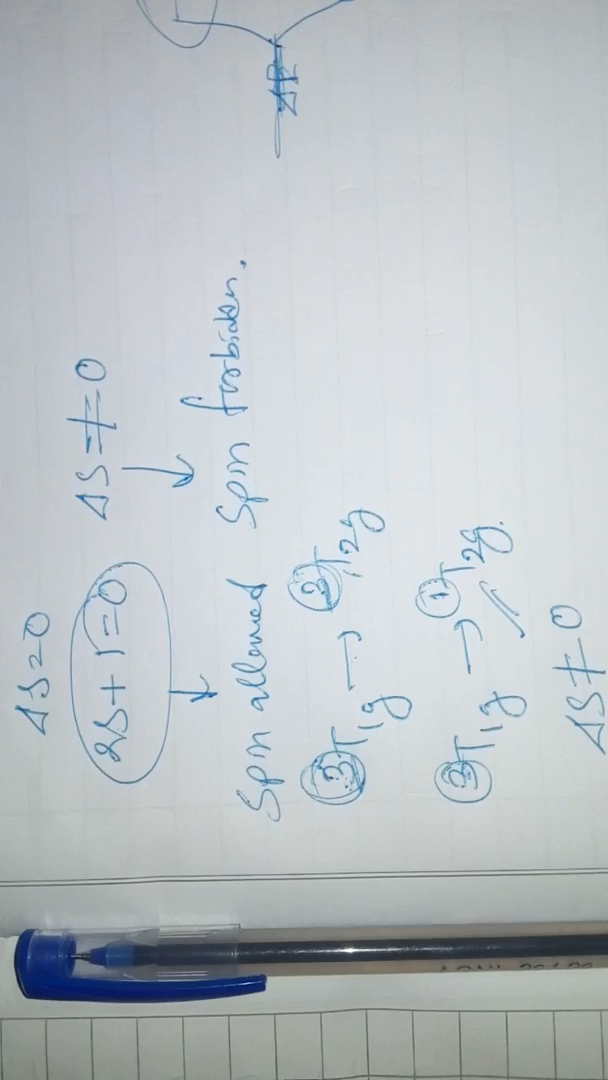 ΔS=0
2S+1=0 ΔS≠0
↓ ↓
Spin allowed Spin forbidden.
³T₁g → ³T₂g
³T₁g → ¹T₂g
ΔS≠0